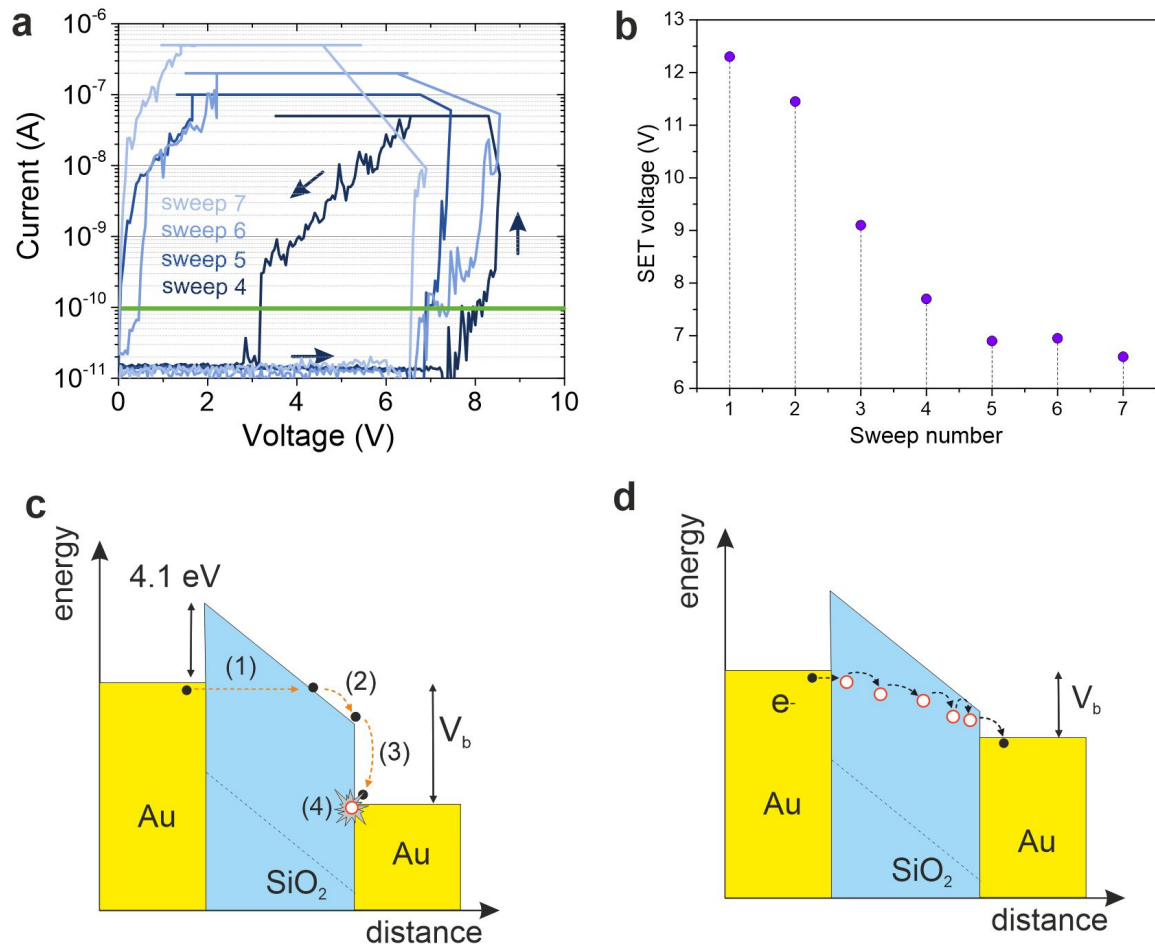 a
10⁻⁶
10⁻⁷
10⁻⁸
10⁻⁹
10⁻¹⁰
10⁻¹¹
Current (A)
sweep 7
sweep 6
sweep 5
sweep 4
0 2 4 6 8 10
Voltage (V)
b
13
12
11
10
9
8
7
6
SET voltage (V)
1 2 3 4 5 6 7
Sweep number
c
energy
4.1 eV
(1)
(2)
(3)
(4)
V_b
Au
SiO₂
Au
distance
d
energy
e-
V_b
Au
SiO₂
Au
distance